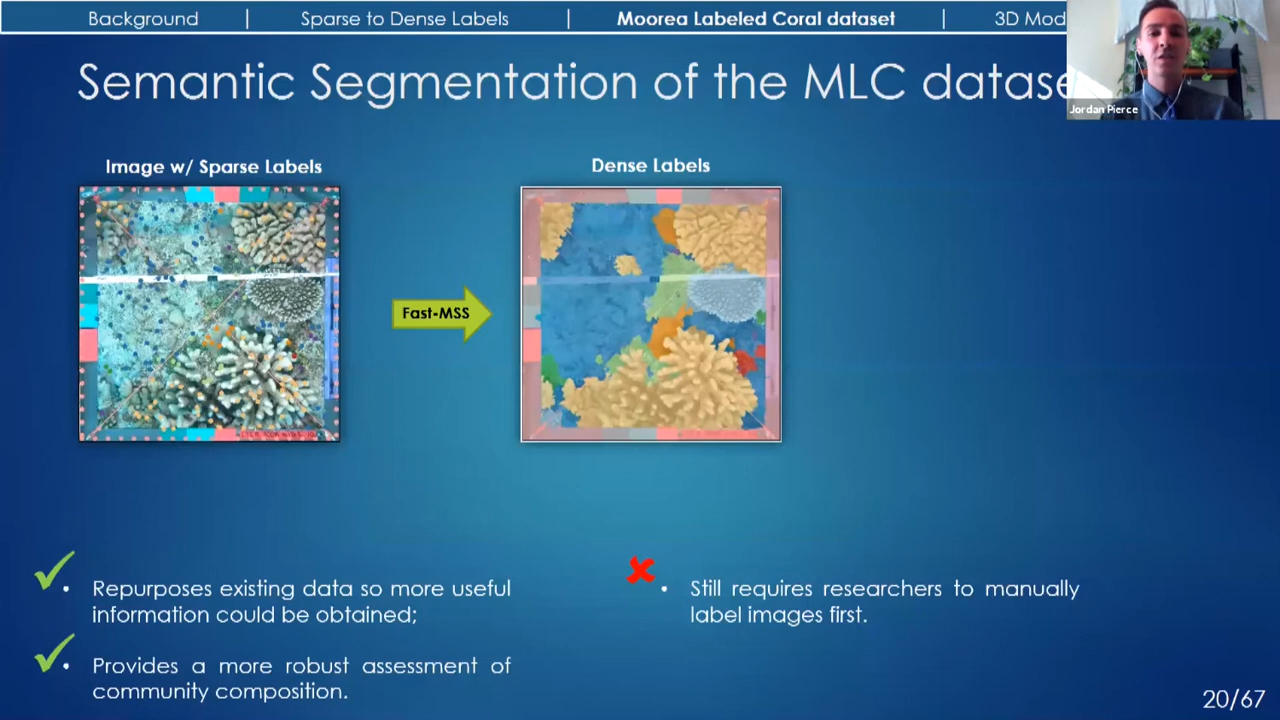 Background | Sparse to Dense Labels | Moorea Labeled Coral dataset | 3D Mod
Semantic Segmentation of the MLC datase
Jordan Pierce
Image w/ Sparse Labels
Dense Labels
Fast-MSS
Repurposes existing data so more useful
information could be obtained;
Provides a more robust assessment of
community composition.
Still requires researchers to manually
label images first.
20/67